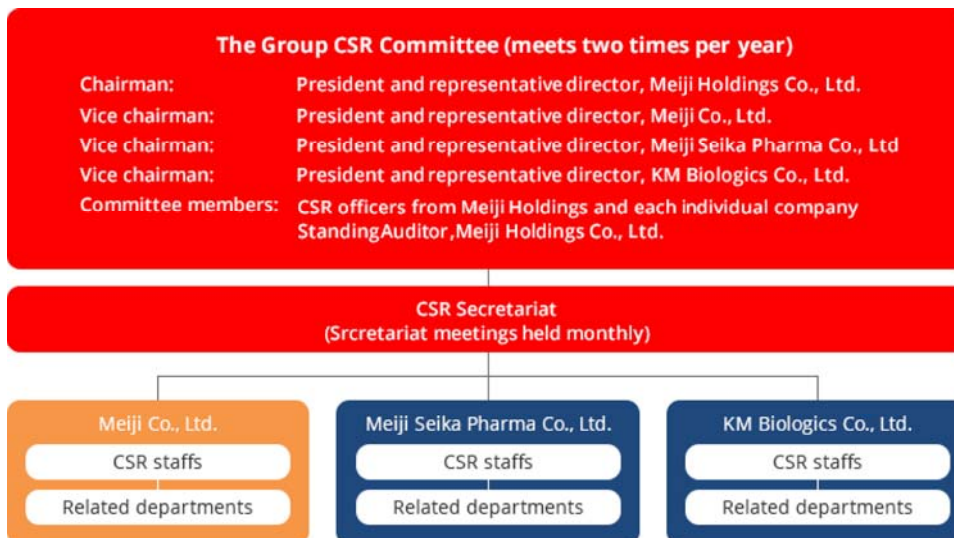 The Group CSR Committee (meets two times per year)
Chairman: President and representative director, Meiji Holdings Co., Ltd.
Vice chairman: President and representative director, Meiji Co., Ltd.
Vice chairman: President and representative director, Meiji Seika Pharma Co., Ltd
Vice chairman: President and representative director, KM Biologics Co., Ltd.
Committee members: CSR officers from Meiji Holdings and each individual company
StandingAuditor,Meiji Holdings Co., Ltd.
CSR Secretariat
(Srcretariat meetings held monthly)
Meiji Co., Ltd.
CSR staffs
Related departments
Meiji Seika Pharma Co., Ltd.
CSR staffs
Related departments
KM Biologics Co., Ltd.
CSR staffs
Related departments